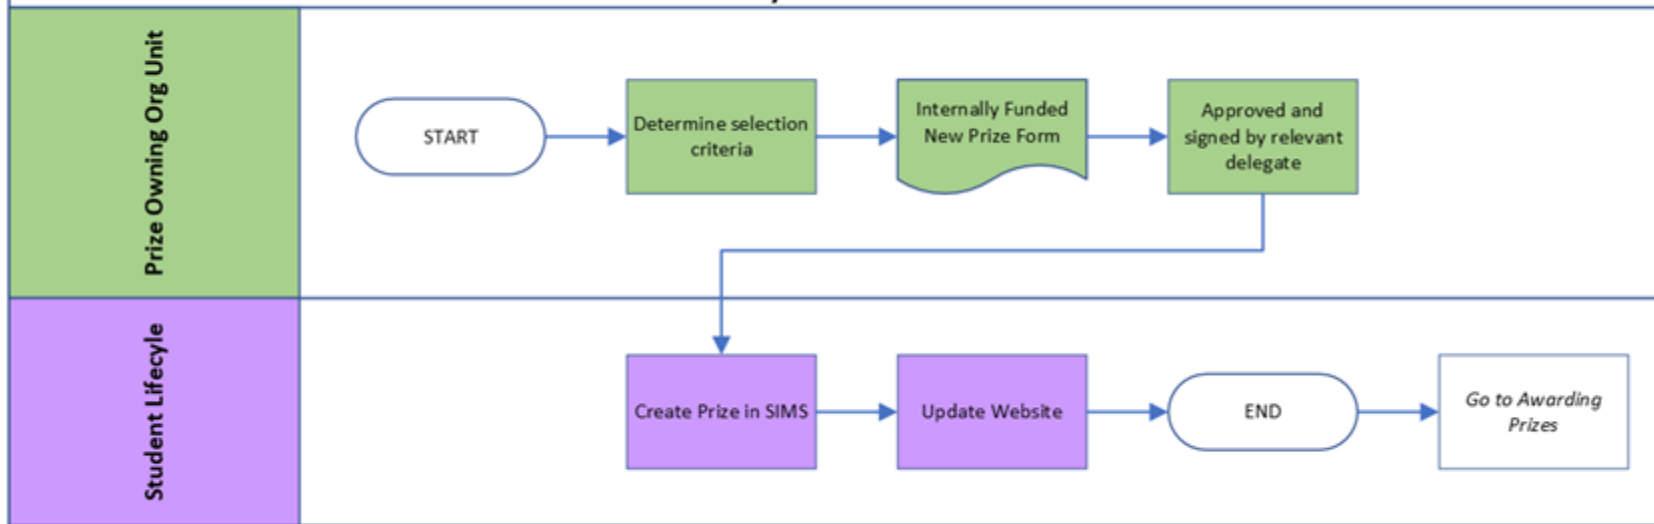 Prize Owning Org Unit
START
Determine selection
criteria
Internally Funded
New Prize Form
Approved and
signed by relevant
delegate
Student Lifecyle
Create Prize in SIMS
Update Website
END
Go to Awarding
Prizes